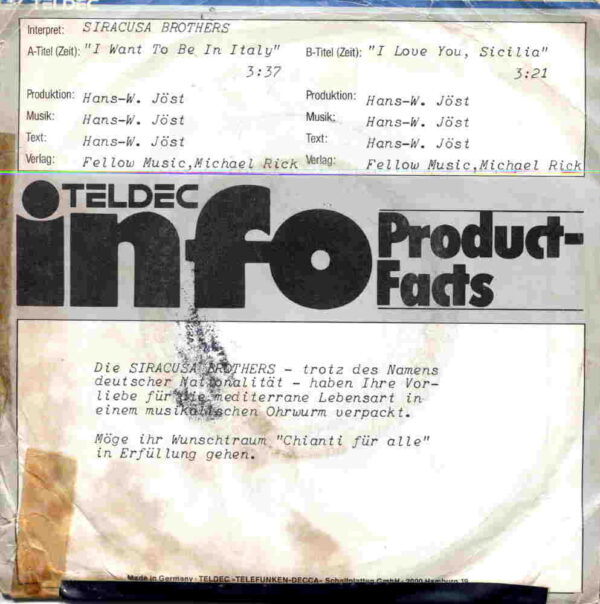 TELDEC
Interpret: SIRACUSA BROTHERS
A-Titel (Zeit): "I Want To Be In Italy" B-Titel (Zeit): "I Love You, Sicilia"
3:37 3:21
Produktion: Hans-W. Jöst Produktion: Hans-W. Jöst
Musik: Hans-W. Jöst Musik: Hans-W. Jöst
Text: Hans-W. Jöst Text: Hans-W. Jöst
Verlag: Fellow Music,Michael Rick Verlag: Fellow Music,Michael Rick
TELDEC
info Product-
Facts
Die SIRACUSA BROTHERS - trotz des Namens
deutscher Nationalität - haben Ihre Vor-
liebe für die mediterrane Lebensart in
einem musikalischen Ohrwurm verpackt.
Möge ihr Wunschtraum "Chianti für alle"
in Erfüllung gehen.
Made in Germany · TELDEC »TELEFUNKEN-DECCA« Schallplatten GmbH · 2000 Hamburg 19